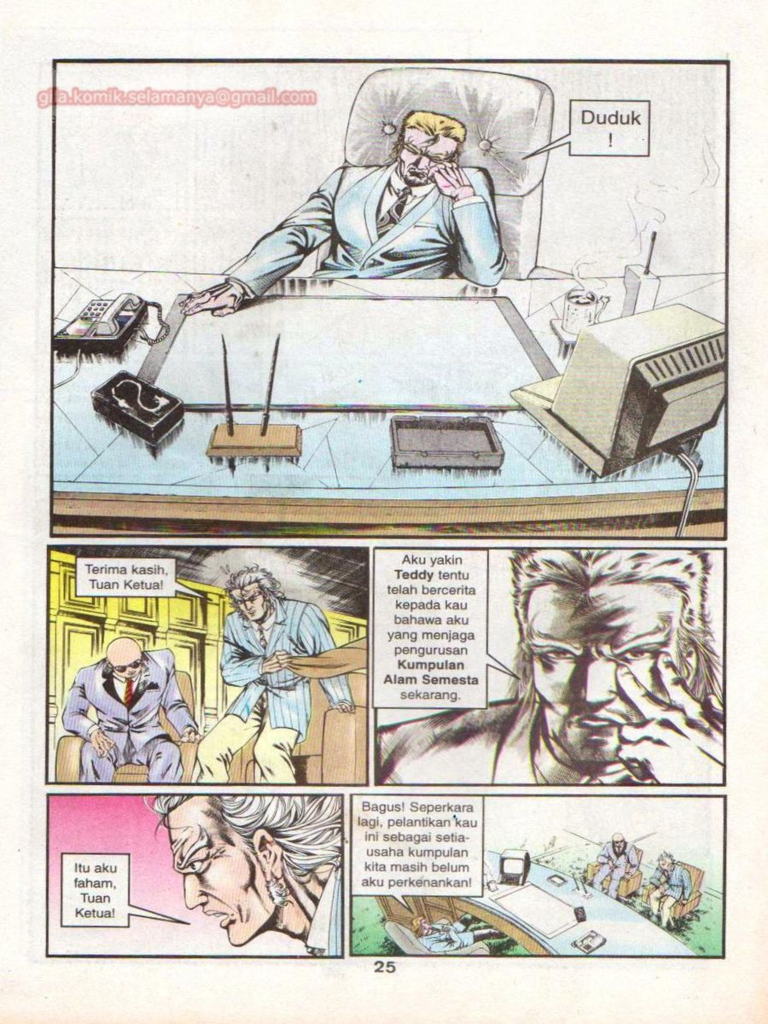 gila.komik.selamanya@gmail.com
Duduk
!
Terima kasih,
Tuan Ketua!
Aku yakin
Teddy tentu
telah bercerita
kepada kau
bahawa aku
yang menjaga
pengurusan
Kumpulan
Alam Semesta
sekarang.
Itu aku
faham,
Tuan
Ketua!
Bagus! Seperkara
lagi, pelantikan kau
ini sebagai setia-
usaha kumpulan
kita masih belum
aku perkenankan!
25